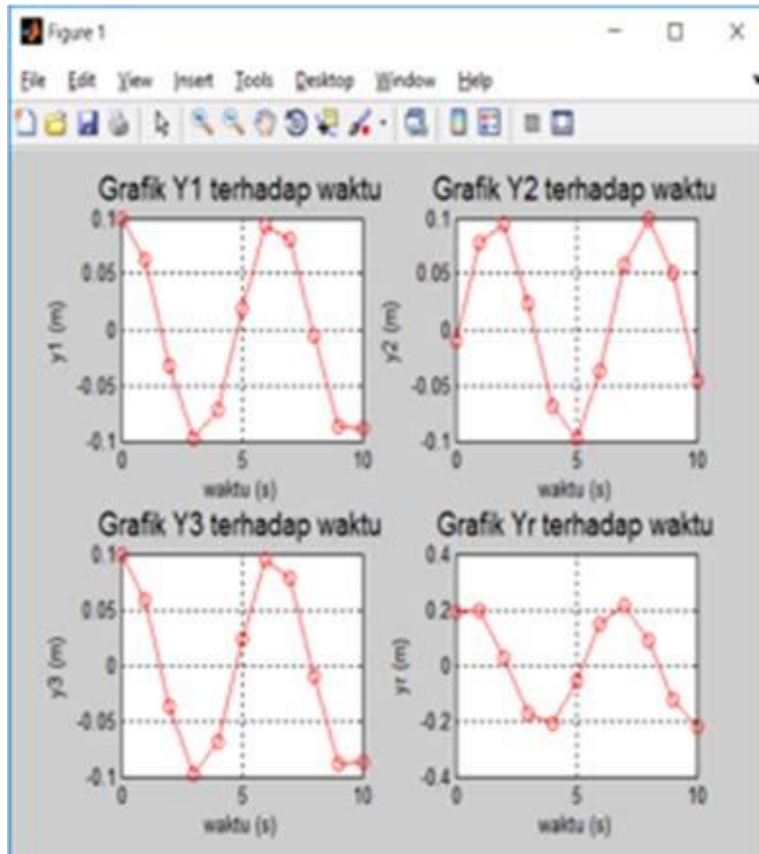 Figure 1
File Edit View Insert Tools Desktop Window Help
Grafik Y1 terhadap waktu
0.1
0.05
0
-0.05
-0.1
y1 (m)
0 5 10
waktu (s)
Grafik Y2 terhadap waktu
0.1
0.05
0
-0.05
-0.1
y2 (m)
0 5 10
waktu (s)
Grafik Y3 terhadap waktu
0.1
0.05
0
-0.05
-0.1
y3 (m)
0 5 10
waktu (s)
Grafik Yr terhadap waktu
0.4
0.2
0
-0.2
-0.4
yr (m)
0 5 10
waktu (s)